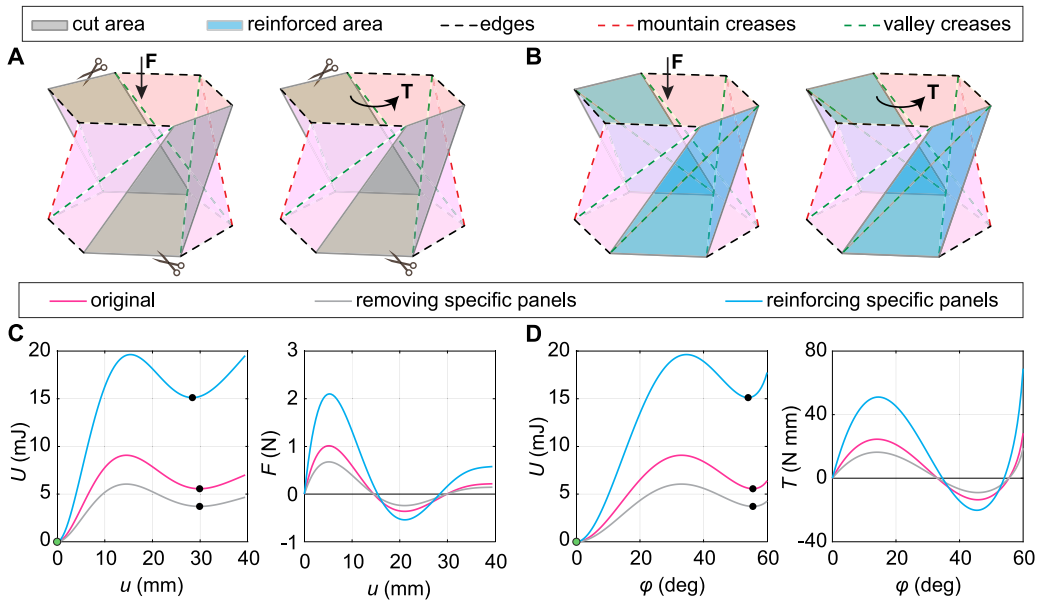 cut area reinforced area edges mountain creases valley creases
A B
F T F T
original removing specific panels reinforcing specific panels
C D
20 3 20 80
15 2 15 40
10 1 10 0
5 0 5 -40
0 -1 0
U (mJ) F (N) U (mJ) T (N mm)
0 10 20 30 40 0 10 20 30 40 0 20 40 60 0 20 40 60
u (mm) u (mm) φ (deg) φ (deg)